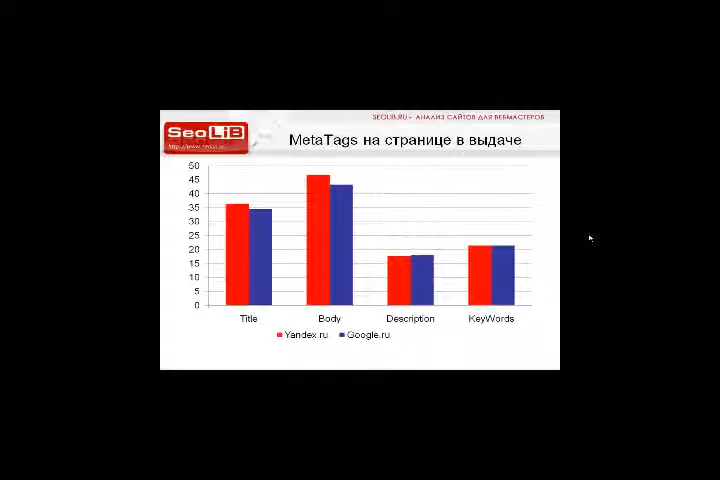 SEOLIB.RU - АНАЛИЗ САЙТОВ ДЛЯ ВЕБМАСТЕРОВ
SeoLiB
MetaTags на странице в выдаче
50
45
40
35
30
25
20
15
10
5
0
Title Body Description KeyWords
Yandex.ru Google.ru